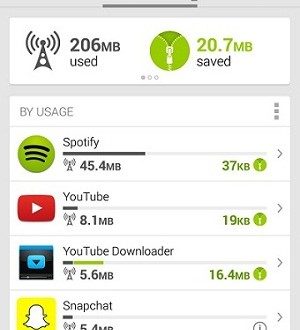 206MB used
20.7MB saved
BY USAGE
Spotify
45.4MB 37KB
YouTube
8.1MB 19KB
YouTube Downloader
5.6MB 16.4MB
Snapchat
5.4MB